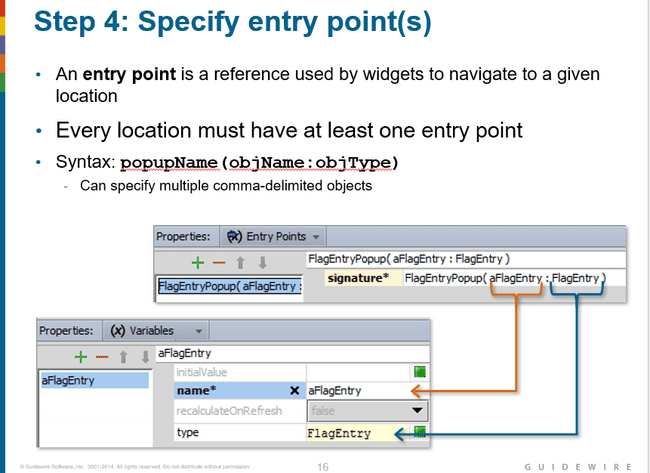 Step 4: Specify entry point(s)
• An entry point is a reference used by widgets to navigate to a given
location
• Every location must have at least one entry point
• Syntax: popupName(objName:objType)
- Can specify multiple comma-delimited objects
Properties: (x) Entry Points
FlagEntryPopup( aFlagEntry : FlagEntry )
signature* FlagEntryPopup( aFlagEntry : FlagEntry )
FlagEntryPopup( aFlagEntry :
Properties: (x) Variables
aFlagEntry
aFlagEntry
initialValue
name* aFlagEntry
recalculateOnRefresh false
type FlagEntry
© Guidewire Software, Inc. 2001-2014. All rights reserved. Do not distribute without permission.
16
GUIDEWIRE